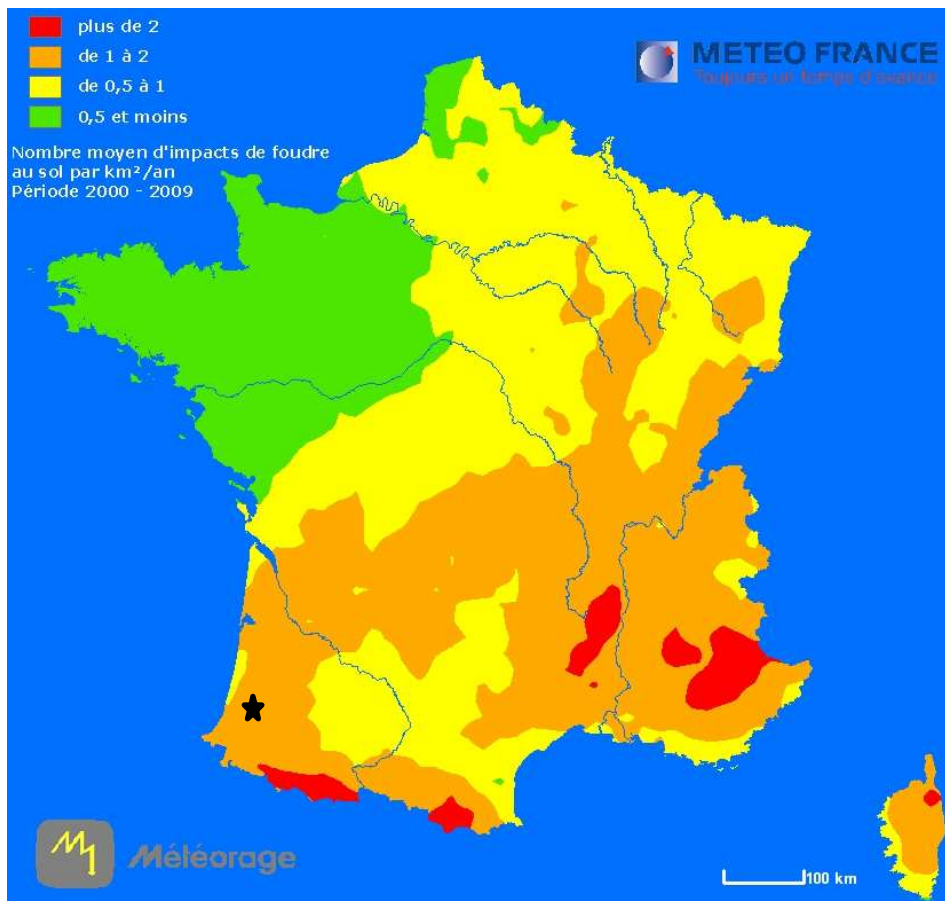 plus de 2
de 1 à 2
de 0,5 à 1
0,5 et moins
Nombre moyen d'impacts de foudre
au sol par km²/an
Période 2000 - 2009
METEO FRANCE
Toujours un temps d'avance
Météorage
100 km